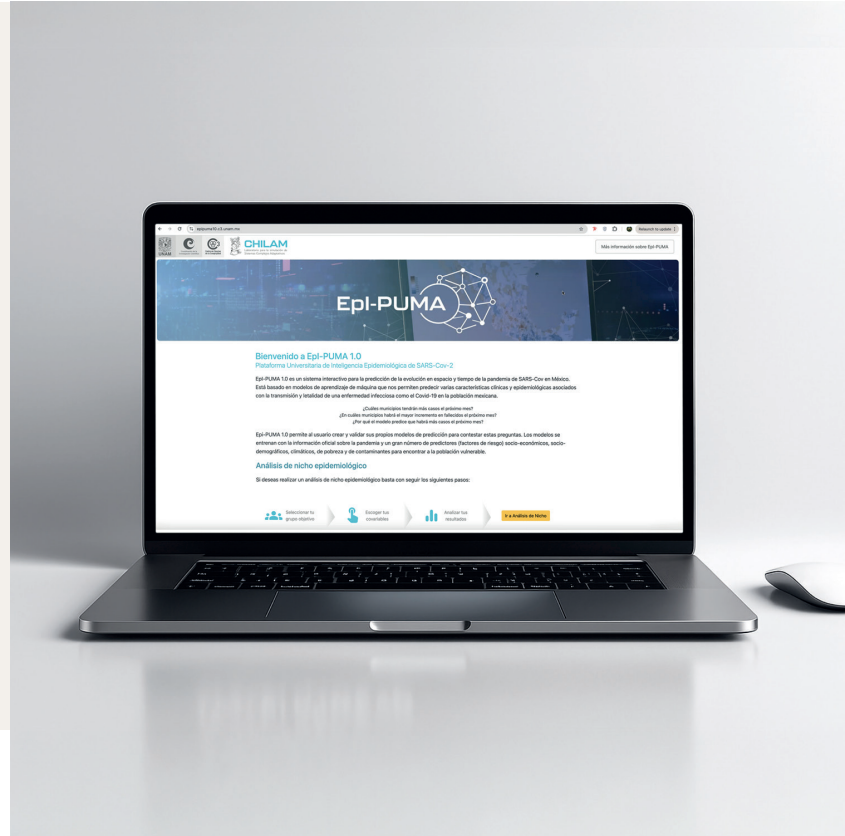 epipuma10.c3.unam.mx
Relaunch to update
UNAM
CHILAM
Más información sobre EpI-PUMA
EpI-PUMA
Bienvenido a EpI-PUMA 1.0
Plataforma Universitaria de Inteligencia Epidemiológica de SARS-Cov-2
EpI-PUMA 1.0 es un sistema interactivo para la predicción de la evolución en espacio y tiempo de la pandemia de SARS-Cov en México.
Está basado en modelos de aprendizaje de máquina que nos permiten predecir varias características clínicas y epidemiológicas asociados
con la transmisión y letalidad de una enfermedad infecciosa como el Covid-19 en la población mexicana.
¿Cuáles municipios tendrán más casos el próximo mes?
¿En cuáles municipios habrá el mayor incremento en fallecidos el próximo mes?
¿Por qué el modelo predice que habrá más casos el próximo mes?
EpI-PUMA 1.0 permite al usuario crear y validar sus propios modelos de predicción para contestar estas preguntas. Los modelos se
entrenan con la información oficial sobre la pandemia y un gran número de predictores (factores de riesgo) socio-económicos, socio-
demográficos, climáticos, de pobreza y de contaminantes para encontrar a la población vulnerable.
Análisis de nicho epidemiológico
Si deseas realizar un análisis de nicho epidemiológico basta con seguir los siguientes pasos:
Seleccionar tu
grupo objetivo
Escoger tus
covariables
Analizar tus
resultados
Ir a Análisis de Nicho